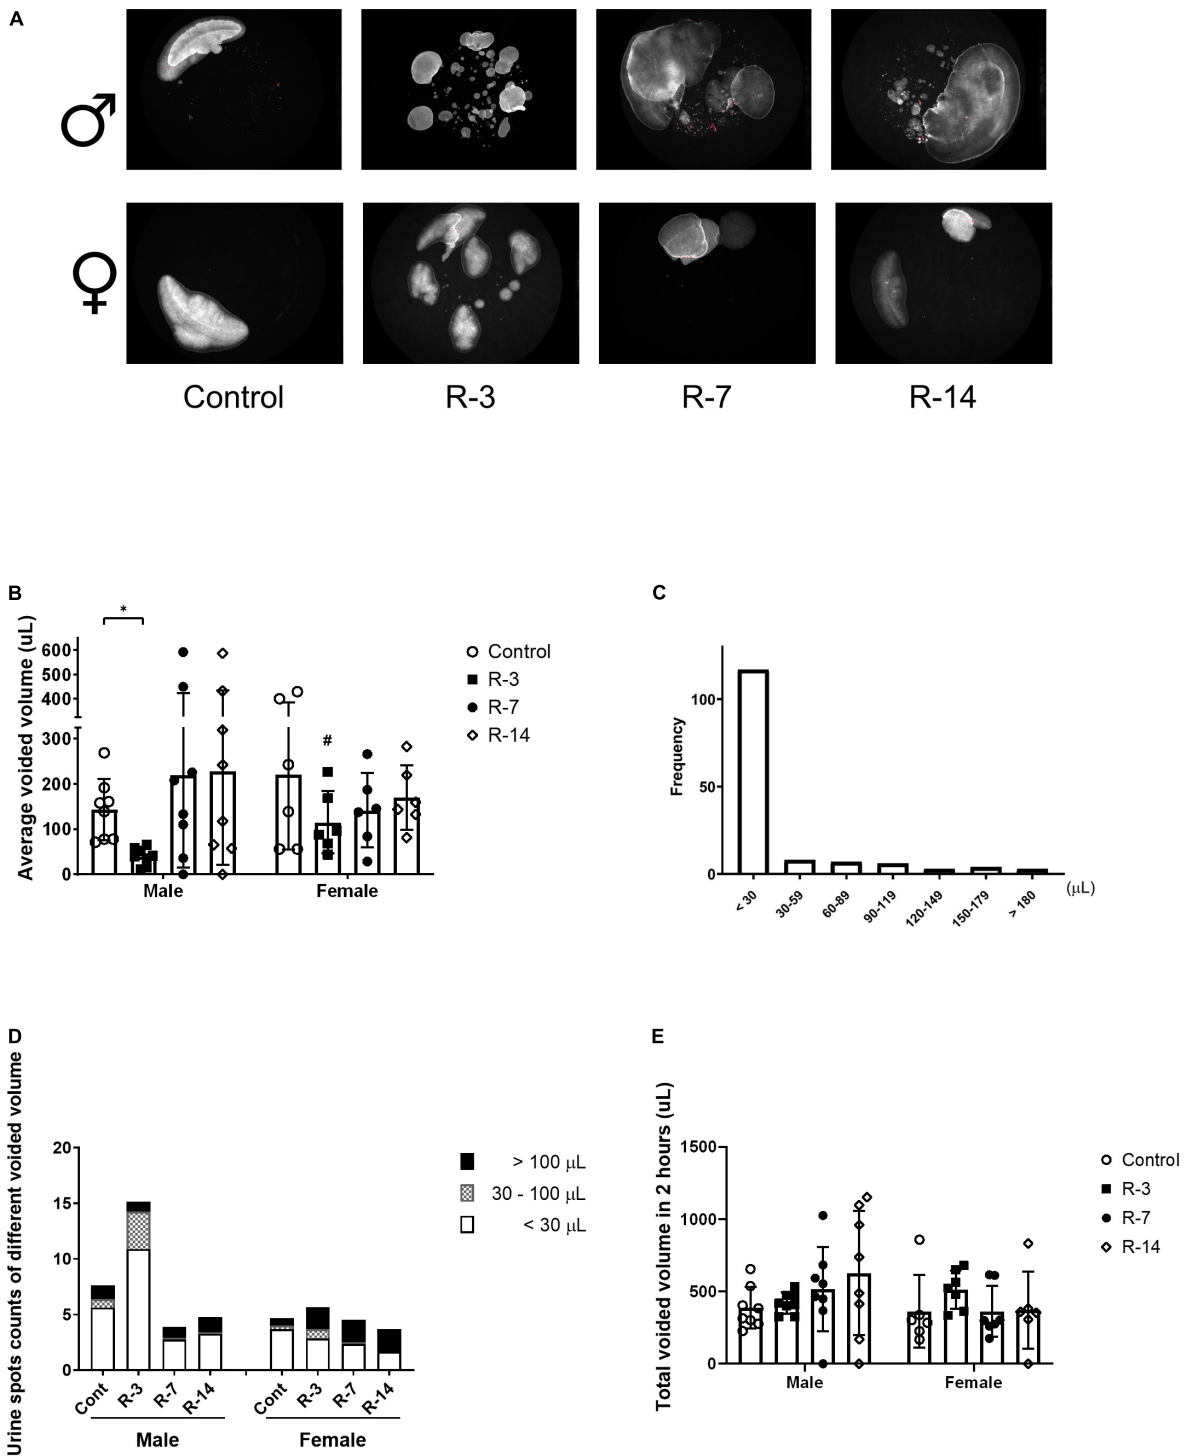 A
♂
♀
Control R-3 R-7 R-14
B
*
Average voided volume (uL)
600
500
400
300
200
100
0
#
Male Female
Control
R-3
R-7
R-14
C
Frequency
100
50
0
< 30 30-59 60-89 90-119 120-149 150-179 > 180
(μL)
D
Urine spots counts of different voided volume
20
15
10
5
0
Cont R-3 R-7 R-14 Cont R-3 R-7 R-14
Male Female
> 100 μL
30 - 100 μL
< 30 μL
E
Total voided volume in 2 hours (uL)
1500
1000
500
0
Male Female
Control
R-3
R-7
R-14